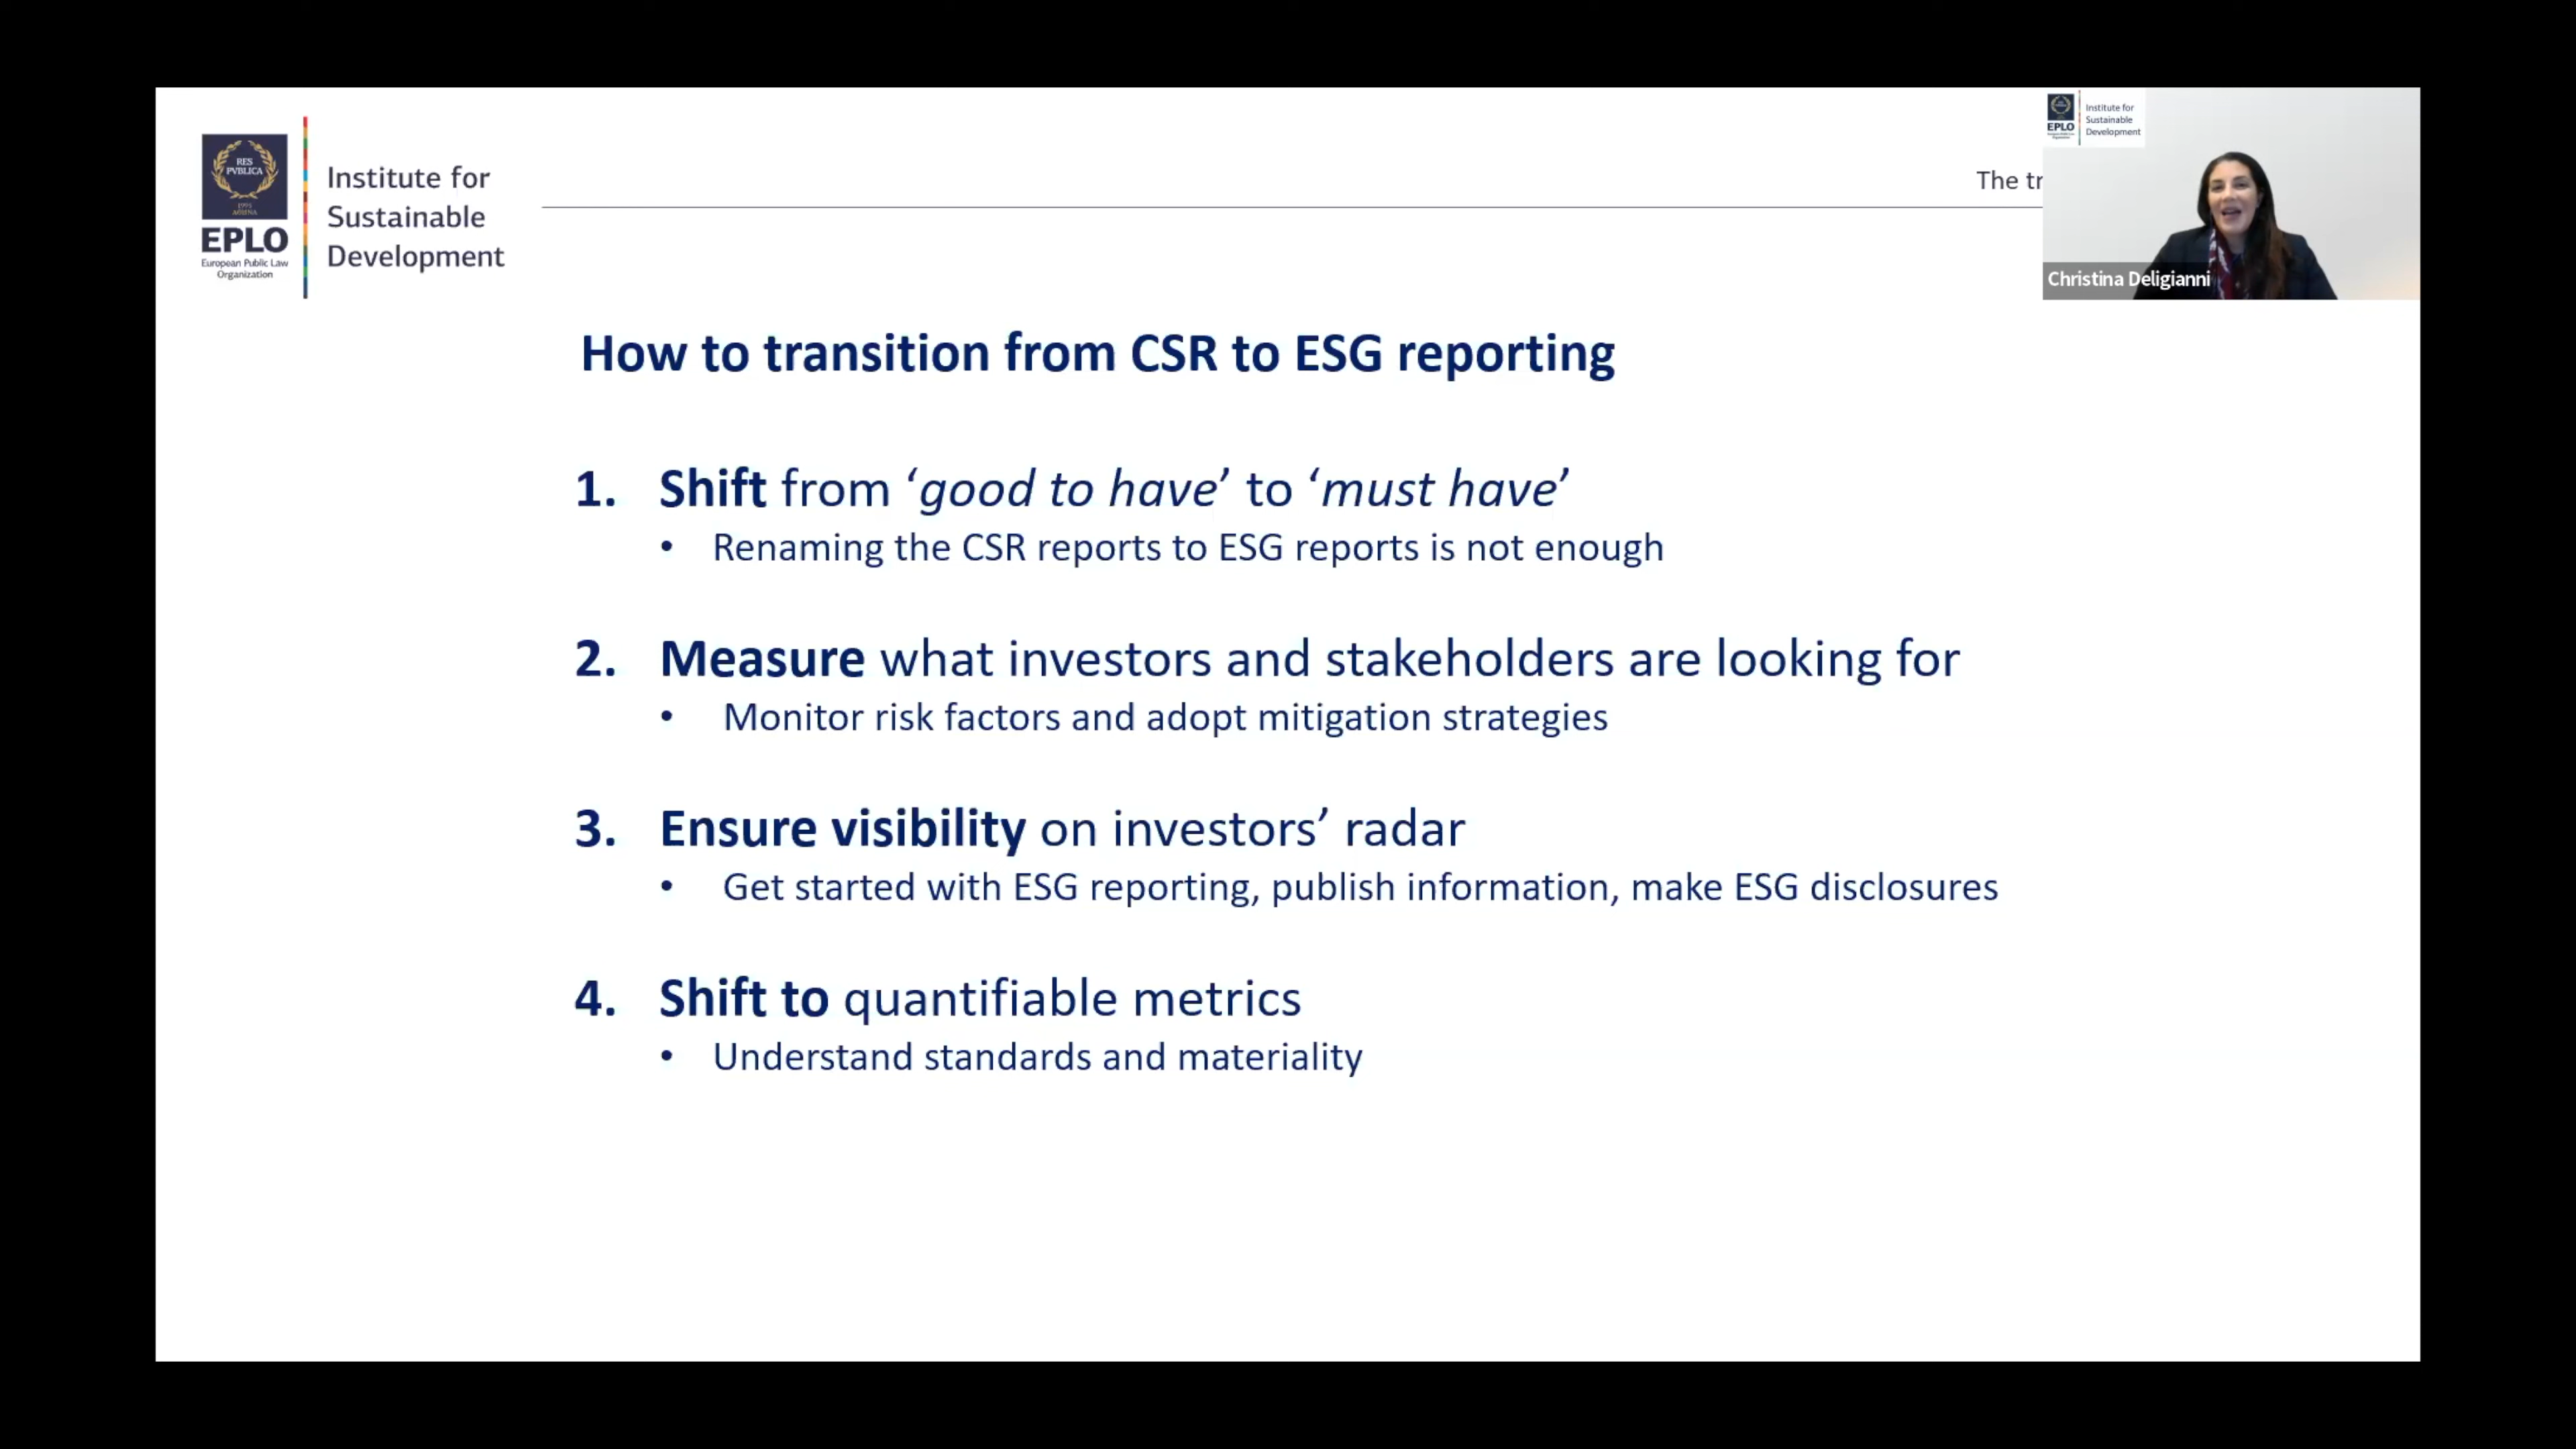 RES
PVBLICA
EPLO
European Public Law
Organization
Institute for
Sustainable
Development
The
EPLO
Institute for
Sustainable
Development
Christina Deligianni
How to transition from CSR to ESG reporting
1. Shift from ‘good to have’ to ‘must have’
• Renaming the CSR reports to ESG reports is not enough
2. Measure what investors and stakeholders are looking for
• Monitor risk factors and adopt mitigation strategies
3. Ensure visibility on investors’ radar
• Get started with ESG reporting, publish information, make ESG disclosures
4. Shift to quantifiable metrics
• Understand standards and materiality